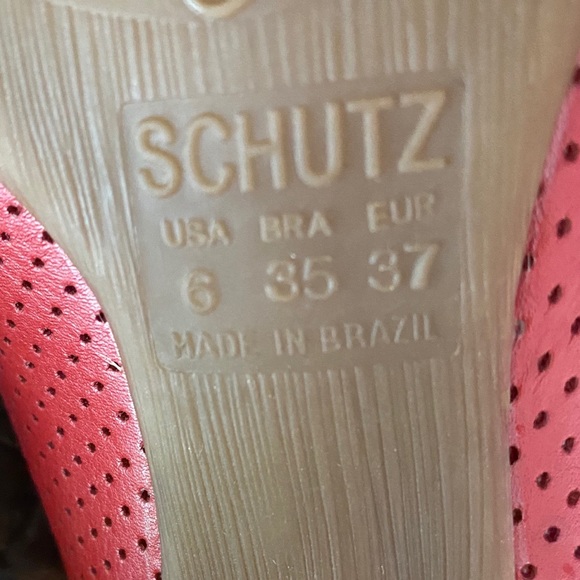 SCHUTZ
USA BRA EUR
6 35 37
MADE IN BRAZIL